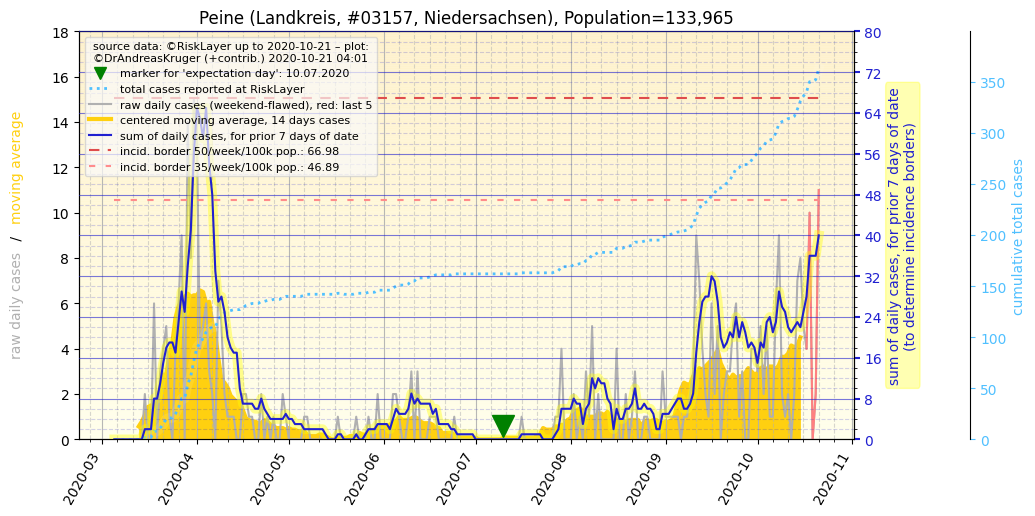 Peine (Landkreis, #03157, Niedersachsen), Population=133,965
source data: ©RiskLayer up to 2020-10-21 – plot:
©DrAndreasKruger (+contrib.) 2020-10-21 04:01
marker for 'expectation day': 10.07.2020
total cases reported at RiskLayer
raw daily cases (weekend-flawed), red: last 5
centered moving average, 14 days cases
sum of daily cases, for prior 7 days of date
incid. border 50/week/100k pop.: 66.98
incid. border 35/week/100k pop.: 46.89
raw daily cases / moving average
18
16
14
12
10
8
6
4
2
0
80
72
64
56
48
40
32
24
16
8
0
sum of daily cases, for prior 7 days of date
(to determine incidence borders)
350
300
250
200
150
100
50
0
cumulative total cases
2020-03
2020-04
2020-05
2020-06
2020-07
2020-08
2020-09
2020-10
2020-11